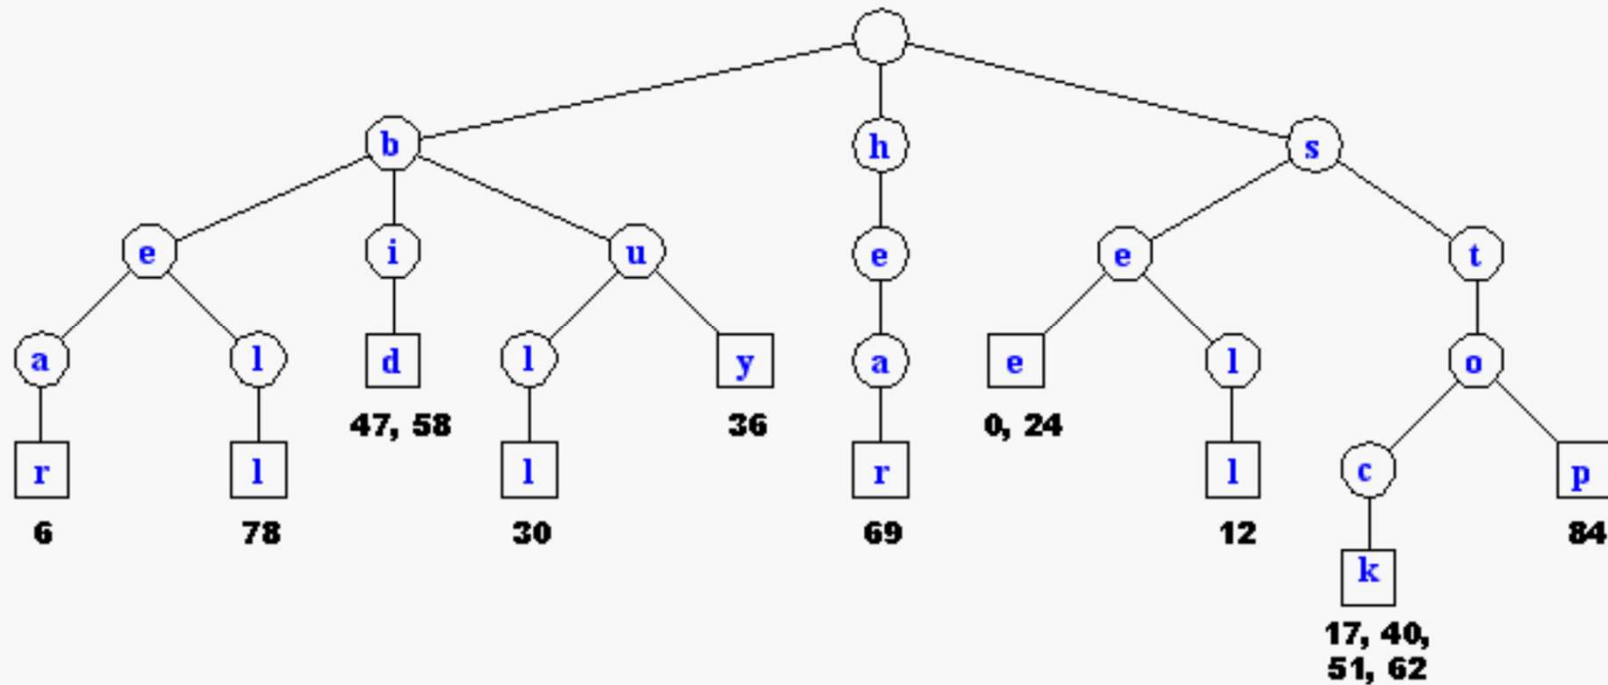 b h s
e i u e e t
a l d l y a e l o
47, 58 36 0, 24
r l l r l c p
6 78 30 69 12 84
k
17, 40,
51, 62